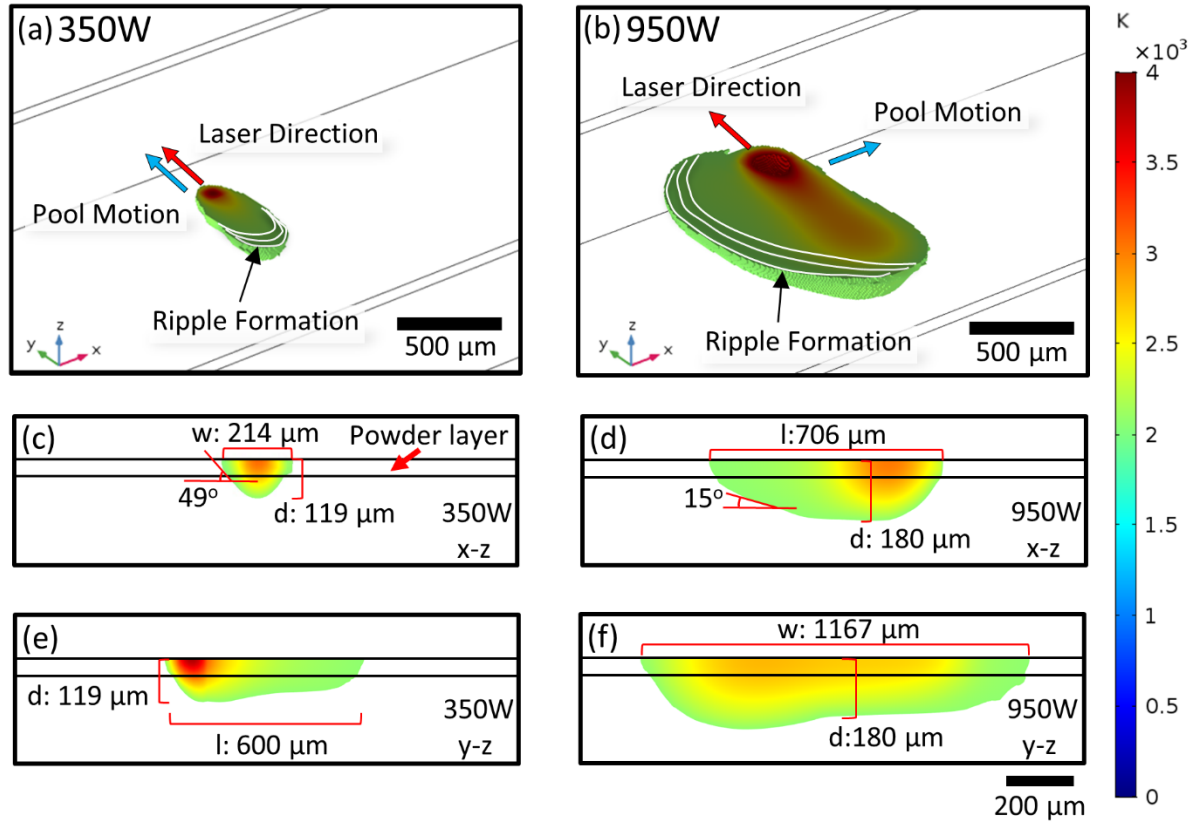 (a) 350W
Laser Direction
Pool Motion
Ripple Formation
z
y
x
500 μm
(b) 950W
Laser Direction
Pool Motion
Ripple Formation
z
y
x
500 μm
K
×10³
4
3.5
3
2.5
2
1.5
1
0.5
0
(c)
w: 214 μm
Powder layer
49°
d: 119 μm
350W
x-z
(d)
l:706 μm
15°
d: 180 μm
950W
x-z
(e)
d: 119 μm
l: 600 μm
350W
y-z
(f)
w: 1167 μm
d:180 μm
950W
y-z
200 μm